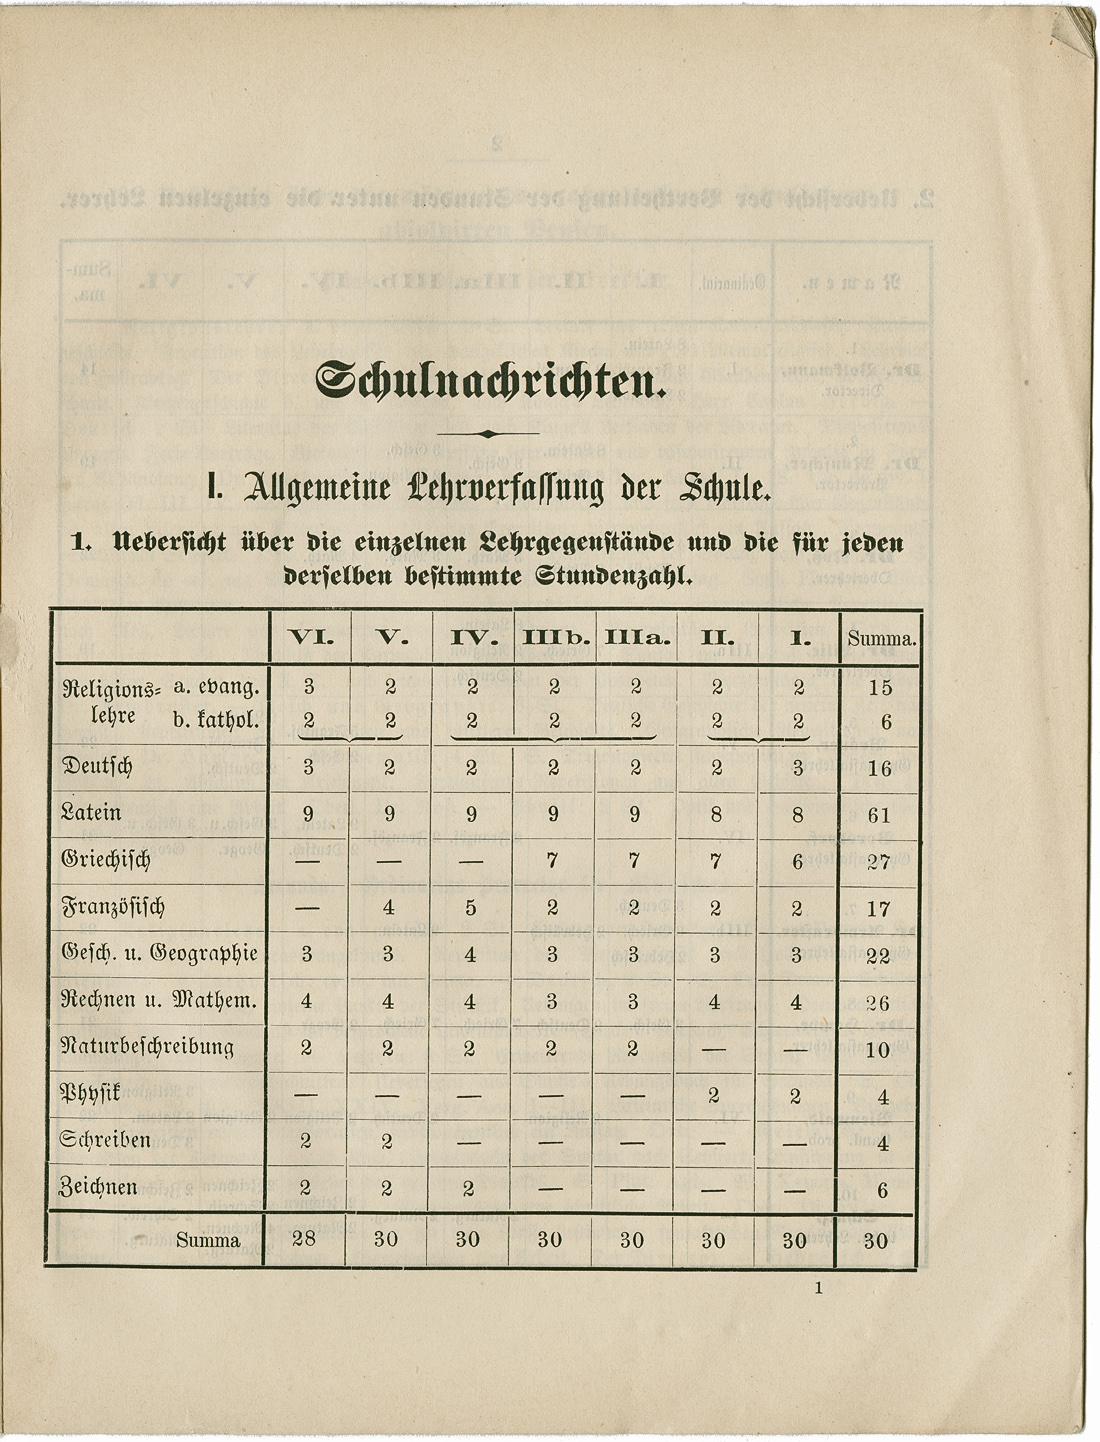 Schulnachrichten.
I. Allgemeine Lehrverfassung der Schule.
1. Uebersicht über die einzelnen Lehrgegenstände und die für jeden
derselben bestimmte Stundenzahl.
VI. V. IV. IIIb. IIIa. II. I. Summa.
Religions= a. evang. 3 2 2 2 2 2 2 15
lehre b. kathol. 2 2 2 2 2 2 2 6
Deutsch 3 2 2 2 2 2 3 16
Latein 9 9 9 9 9 8 8 61
Griechisch — — — 7 7 7 6 27
Französisch — 4 5 2 2 2 2 17
Gesch. u. Geographie 3 3 4 3 3 3 3 22
Rechnen u. Mathem. 4 4 4 3 3 4 4 26
Naturbeschreibung 2 2 2 2 2 — — 10
Physik — — — — — 2 2 4
Schreiben 2 2 — — — — — 4
Zeichnen 2 2 2 — — — — 6
Summa 28 30 30 30 30 30 30 30
1